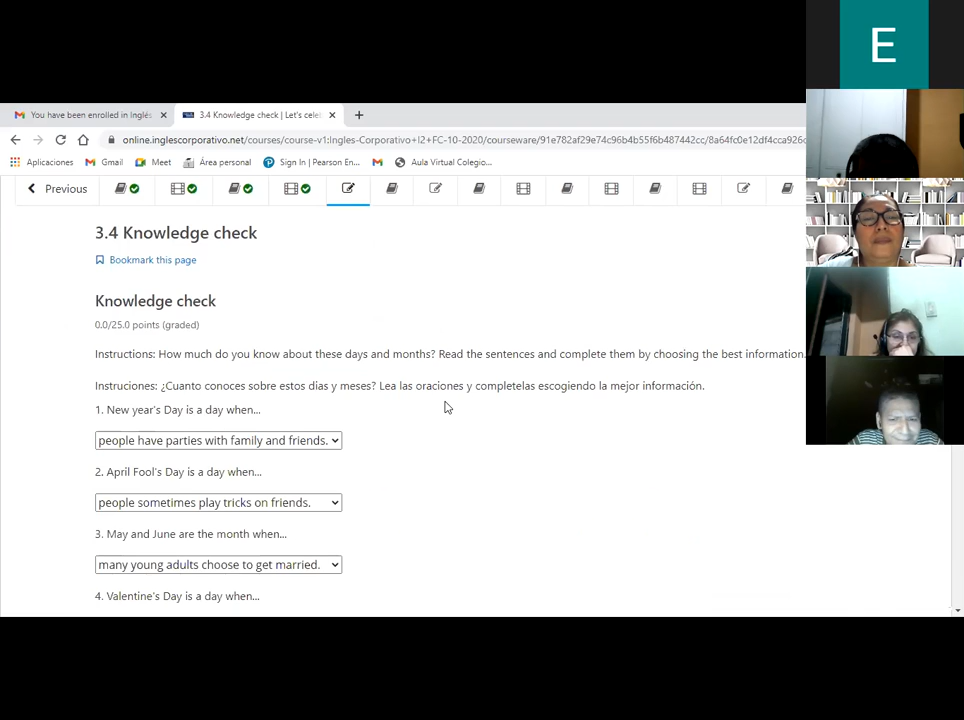 E
You have been enrolled in Inglés
3.4 Knowledge check | Let's cele
online.inglescorporativo.net/courses/course-v1:Ingles-Corporativo+I2+FC-10-2020/courseware/91e782af29e74c96b4b55f6b487442cc/8a64fc0e12df4cca926
Aplicaciones Gmail Meet Área personal Sign In | Pearson En... Aula Virtual Colegio...
Previous
3.4 Knowledge check
Bookmark this page
Knowledge check
0.0/25.0 points (graded)
Instructions: How much do you know about these days and months? Read the sentences and complete them by choosing the best information.
Instruciones: ¿Cuanto conoces sobre estos dias y meses? Lea las oraciones y completelas escogiendo la mejor información.
1. New year's Day is a day when...
people have parties with family and friends.
2. April Fool's Day is a day when...
people sometimes play tricks on friends.
3. May and June are the month when...
many young adults choose to get married.
4. Valentine's Day is a day when...